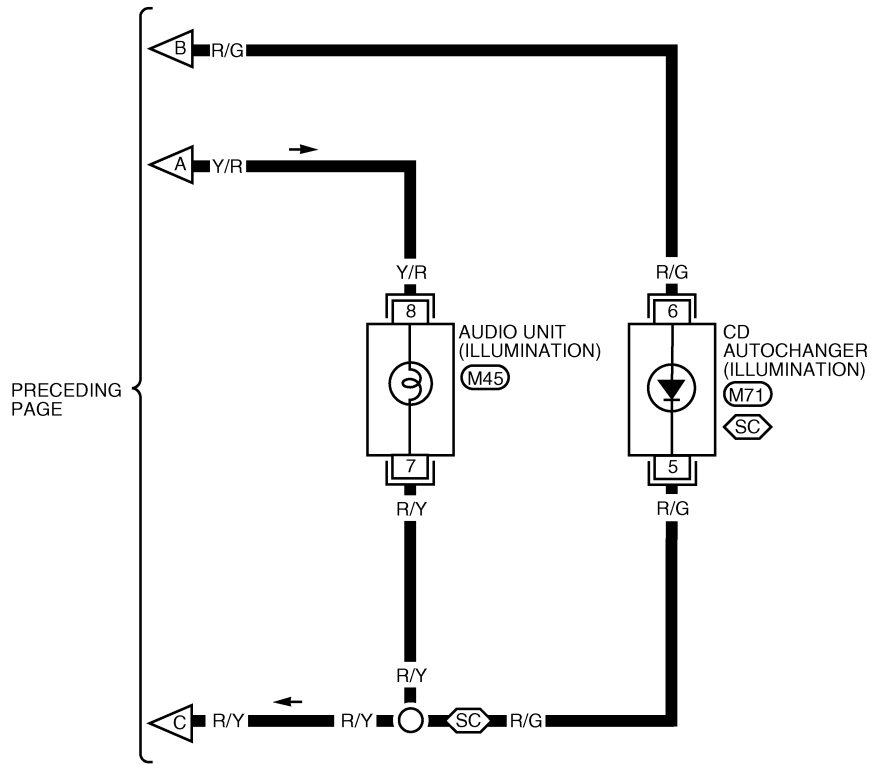 B R/G
A Y/R
Y/R
R/G
8
6
AUDIO UNIT
(ILLUMINATION)
M45
CD
AUTOCHANGER
(ILLUMINATION)
M71
SC
PRECEDING
PAGE
7
5
R/Y
R/G
R/Y
C R/Y R/Y SC R/G